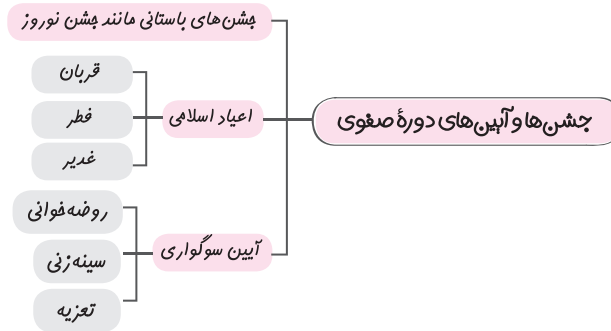 جشن‌ها و آیین‌های دورهٔ صفوی
جشن‌های باستانی مانند جشن نوروز
اعیاد اسلامی
قربان
فطر
غدیر
آیین سوگواری
روضه‌خوانی
سینه‌زنی
تعزیه